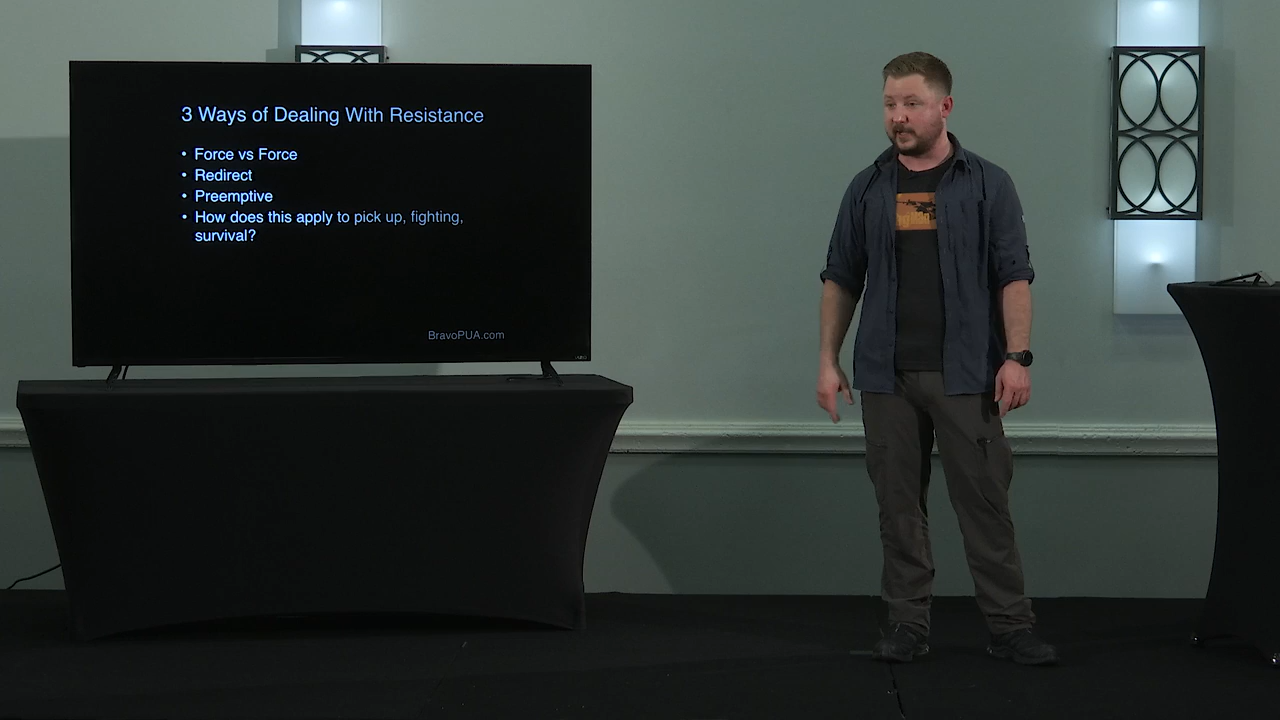 3 Ways of Dealing With Resistance
• Force vs Force
• Redirect
• Preemptive
• How does this apply to pick up, fighting,
survival?
BravoPUA.com